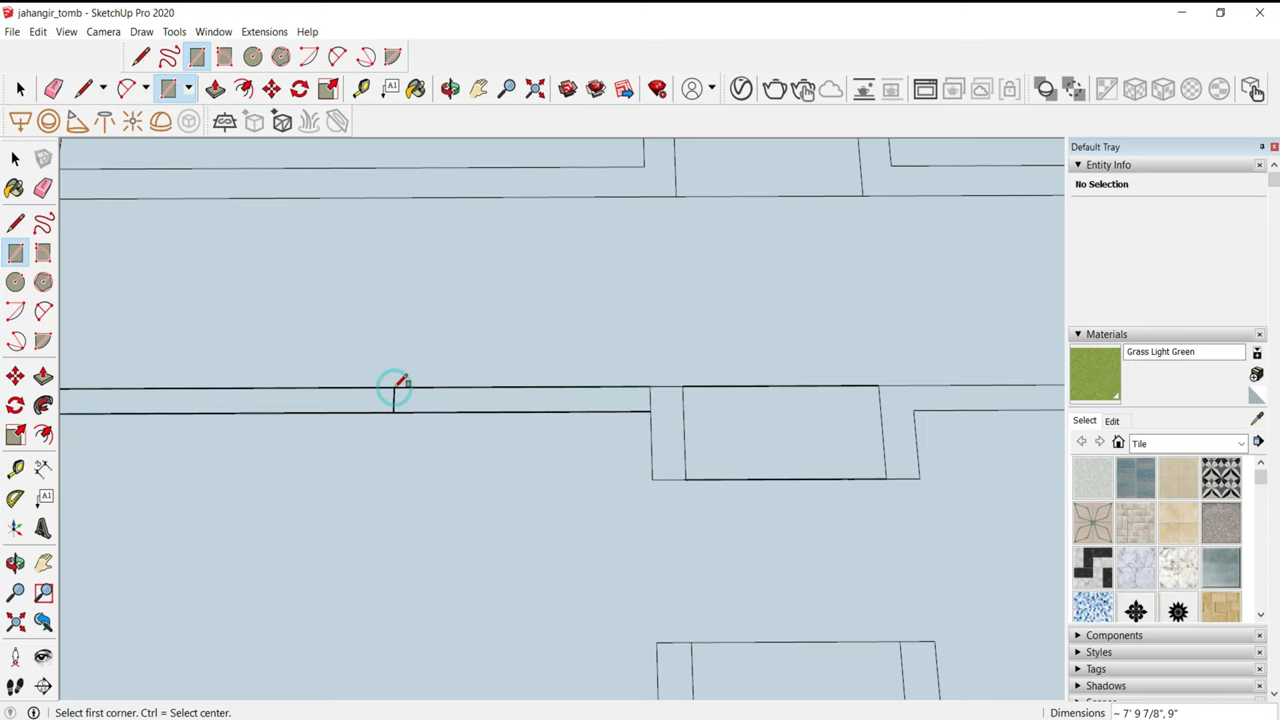 jahangir_tomb - SketchUp Pro 2020
File Edit View Camera Draw Tools Window Extensions Help
A1
Default Tray
Entity Info
No Selection
Materials
Grass Light Green
Select Edit
Tile
A1
Components
Styles
Tags
Shadows
Select first corner. Ctrl = Select center.
Dimensions ~ 7' 9 7/8", 9"